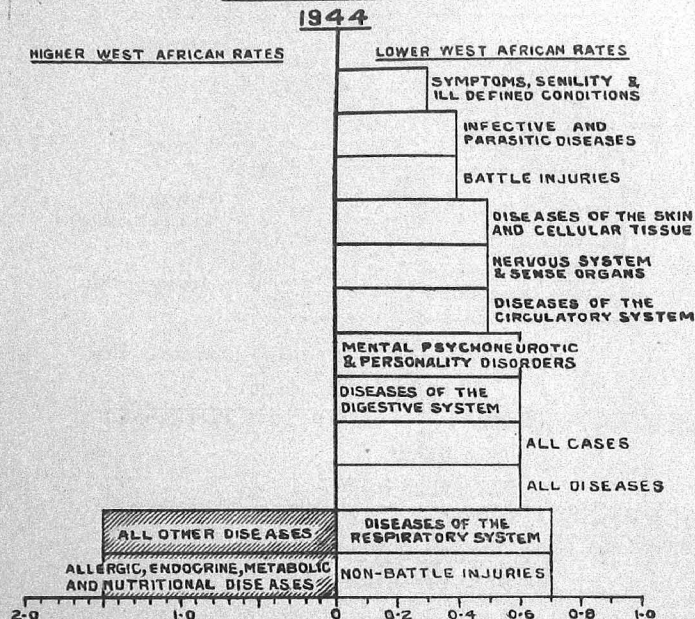 1944
HIGHER WEST AFRICAN RATES
LOWER WEST AFRICAN RATES
SYMPTOMS, SENILITY &
ILL DEFINED CONDITIONS
INFECTIVE AND
PARASITIC DISEASES
BATTLE INJURIES
DISEASES OF THE SKIN
AND CELLULAR TISSUE
NERVOUS SYSTEM
& SENSE ORGANS
DISEASES OF THE
CIRCULATORY SYSTEM
MENTAL PSYCHONEUROTIC
& PERSONALITY DISORDERS
DISEASES OF THE
DIGESTIVE SYSTEM
ALL CASES
ALL DISEASES
ALL OTHER DISEASES
DISEASES OF THE
RESPIRATORY SYSTEM
ALLERGIC, ENDOCRINE, METABOLIC
AND NUTRITIONAL DISEASES
NON-BATTLE INJURIES
2·0 1·0 0 0·2 0·4 0·6 0·8 1·0